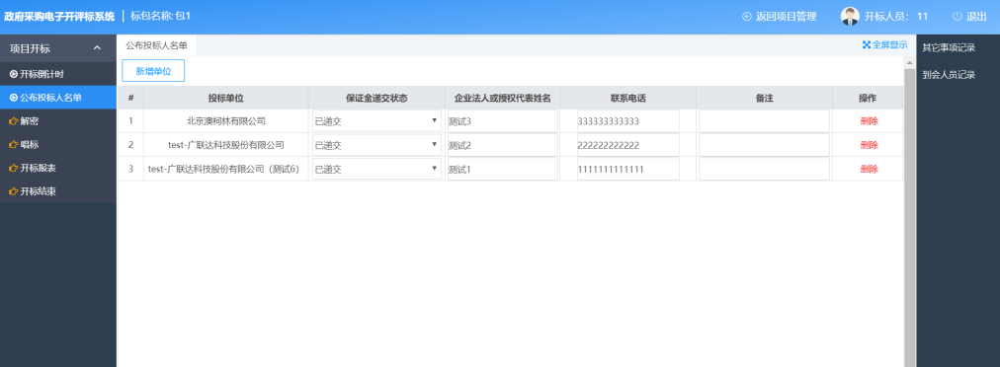 政府采购电子开评标系统 | 标包名称: 包1 返回项目管理 开标人员: 11 退出
项目开标 公布投标人名单 全屏显示 其它事项记录
开标倒计时 新增单位 到会人员记录
公布投标人名单 # 投标单位 保证金递交状态 企业法人或授权代表姓名 联系电话 备注 操作
解密 1 北京澳柯林有限公司 已递交 测试3 333333333333 删除
唱标 2 test-广联达科技股份有限公司 已递交 测试2 222222222222 删除
开标报表 3 test-广联达科技股份有限公司（测试6） 已递交 测试1 1111111111111 删除
开标结束